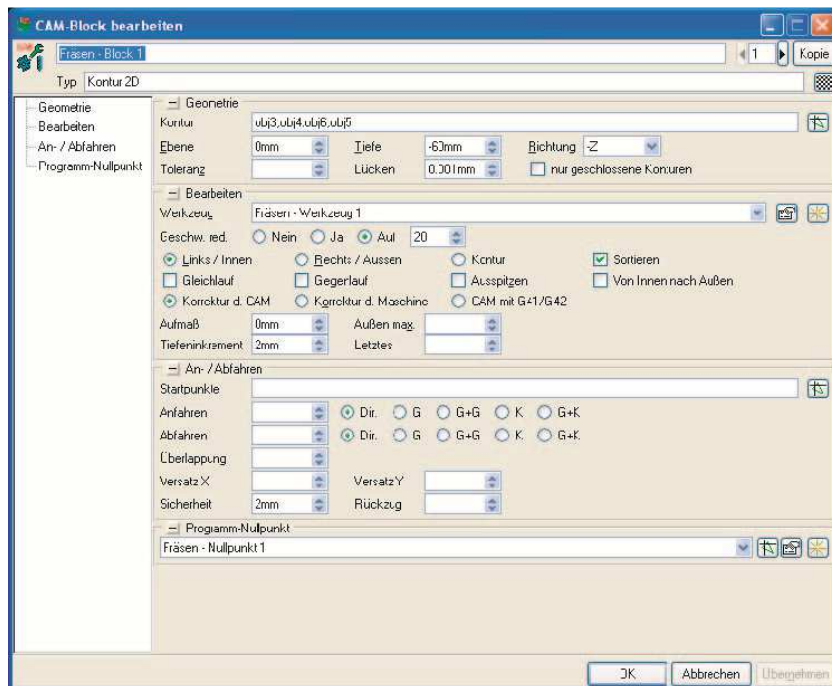 CAM-Block bearbeiten
Fräsen - Block 1
1 Kopie
Typ Kontur 2D
Geometrie
Bearbeiten
An- / Abfahren
Programm-Nullpunkt
Geometrie
Kontur obj3,obj4,obj6,obj5
Ebene 0mm Tiefe -60mm Richtung -Z
Toleranz Lücken 0.001mm nur geschlossene Konturen
Bearbeiten
Werkzeug Fräsen - Werkzeug 1
Geschw. red. Nein Ja Auto 20
Links / Innen Rechts / Aussen Kontur Sortieren
Gleichlauf Gegenlauf Ausspitzen Von Innen nach Außen
Korrektur d. CAM Korrektur d. Maschine CAM mit G41/G42
Aufmaß 0mm Außen max.
Tiefeninkrement 2mm Letztes
An- / Abfahren
Startpunkte
Anfahren Dir. G G+G K G+K
Abfahren Dir. G G+G K G+K
Überlappung
Versatz X Versatz Y
Sicherheit 2mm Rückzug
Programm-Nullpunkt
Fräsen - Nullpunkt 1
OK Abbrechen Übernehmen